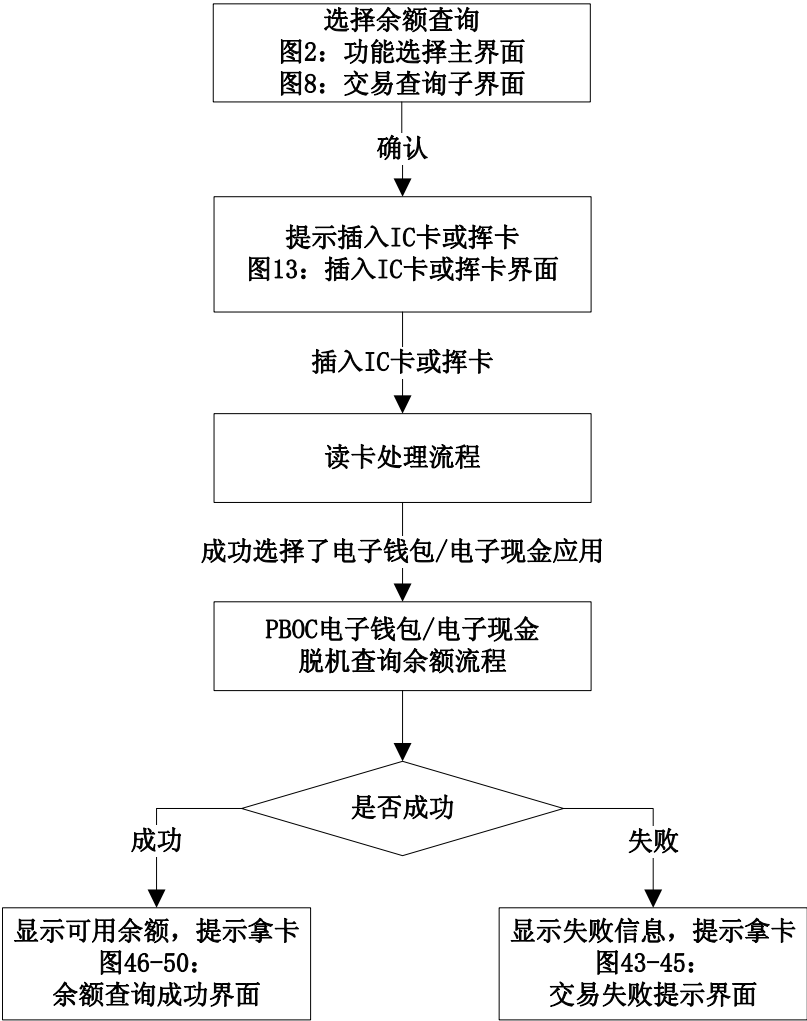 选择余额查询
图2：功能选择主界面
图8：交易查询子界面
确认
提示插入IC卡或挥卡
图13：插入IC卡或挥卡界面
插入IC卡或挥卡
读卡处理流程
成功选择了电子钱包/电子现金应用
PBOC电子钱包/电子现金
脱机查询余额流程
是否成功
成功
失败
显示可用余额，提示拿卡
图46-50：
余额查询成功界面
显示失败信息，提示拿卡
图43-45：
交易失败提示界面